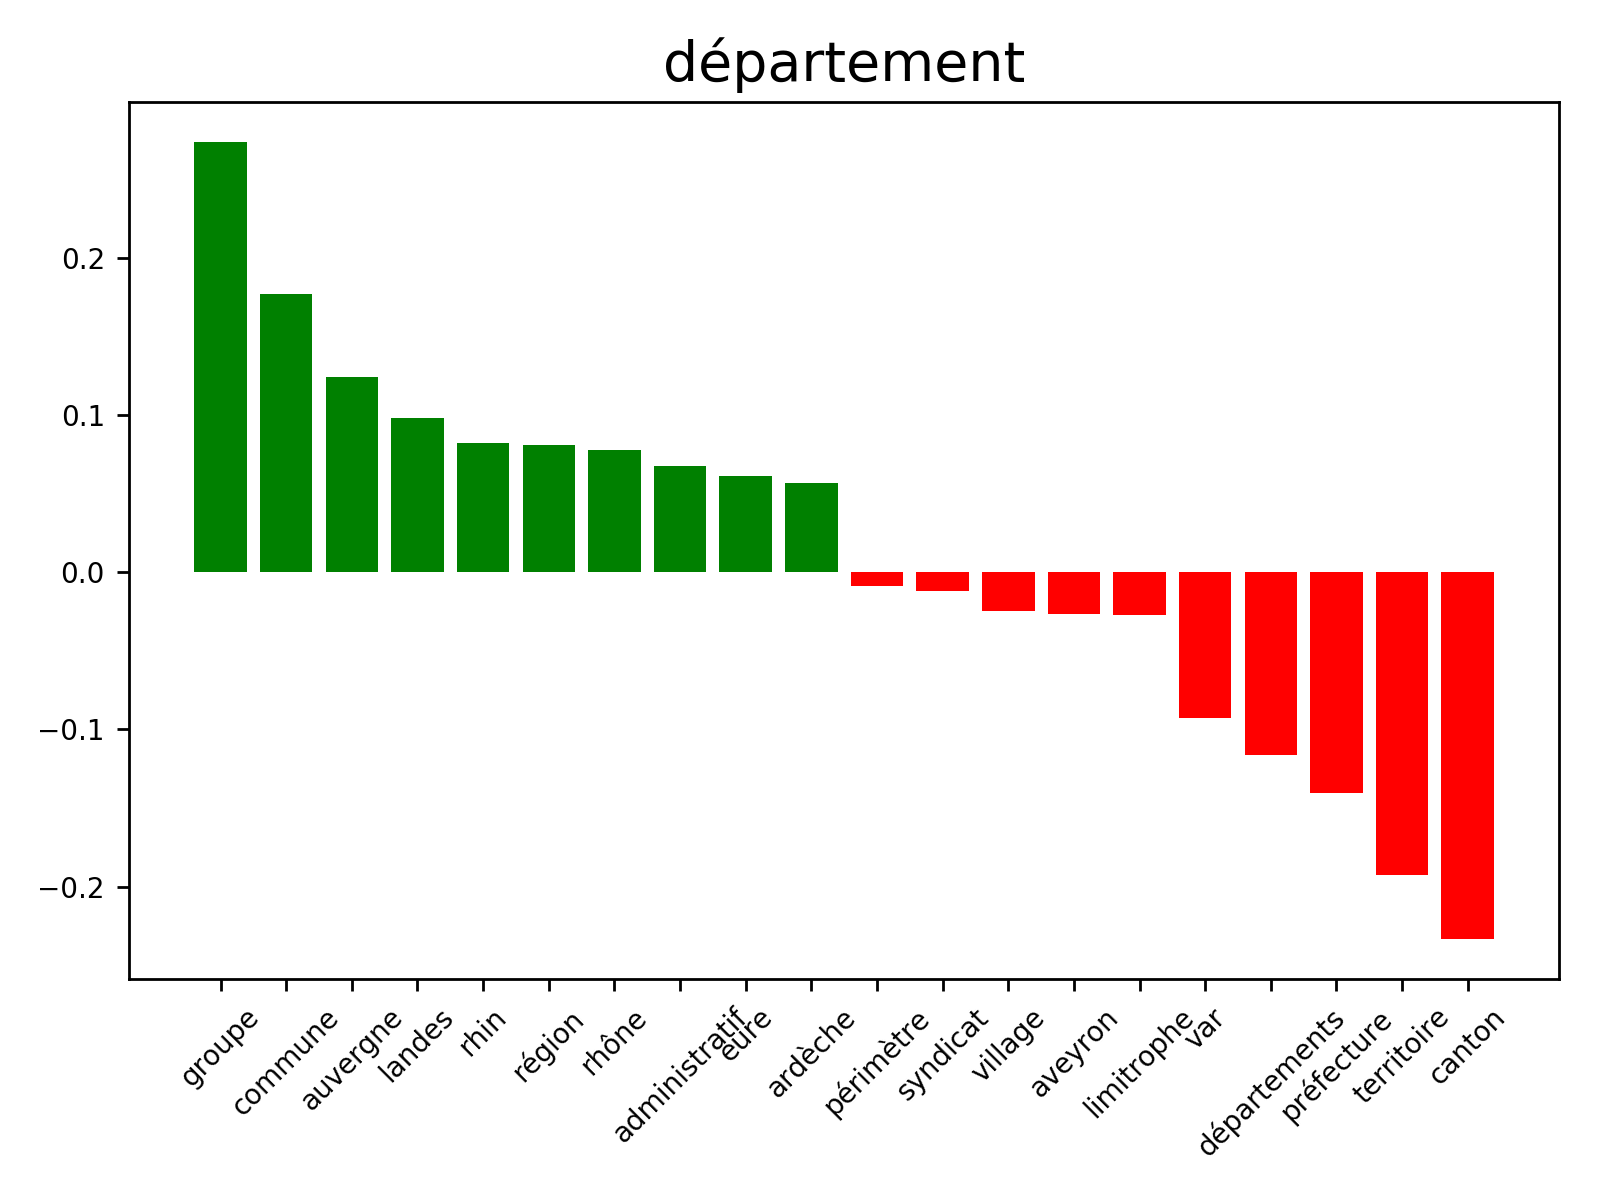 département
0.2
0.1
0.0
−0.1
−0.2
groupe
commune
auvergne
landes
rhin
région
rhône
administratif
eure
ardèche
périmètre
syndicat
village
aveyron
limitrophe
var
départements
préfecture
territoire
canton